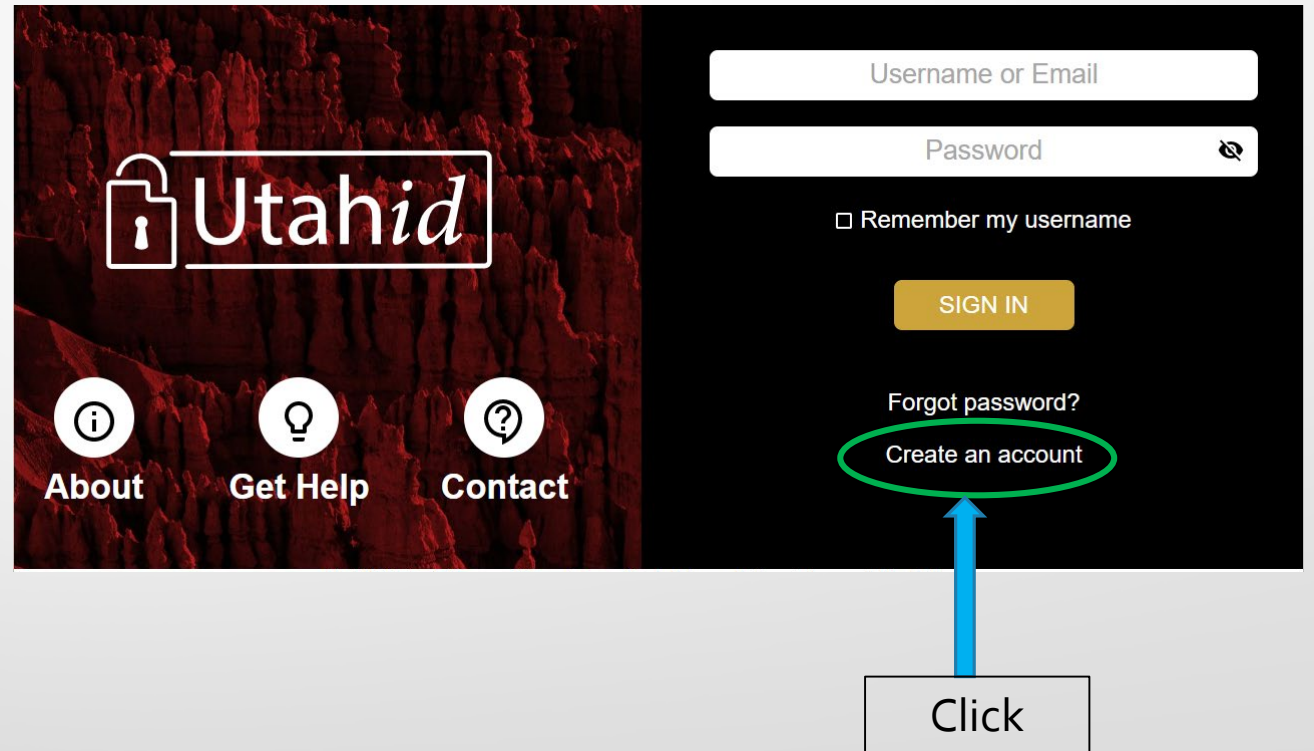 Utahid
About
Get Help
Contact
Username or Email
Password
Remember my username
SIGN IN
Forgot password?
Create an account
Click